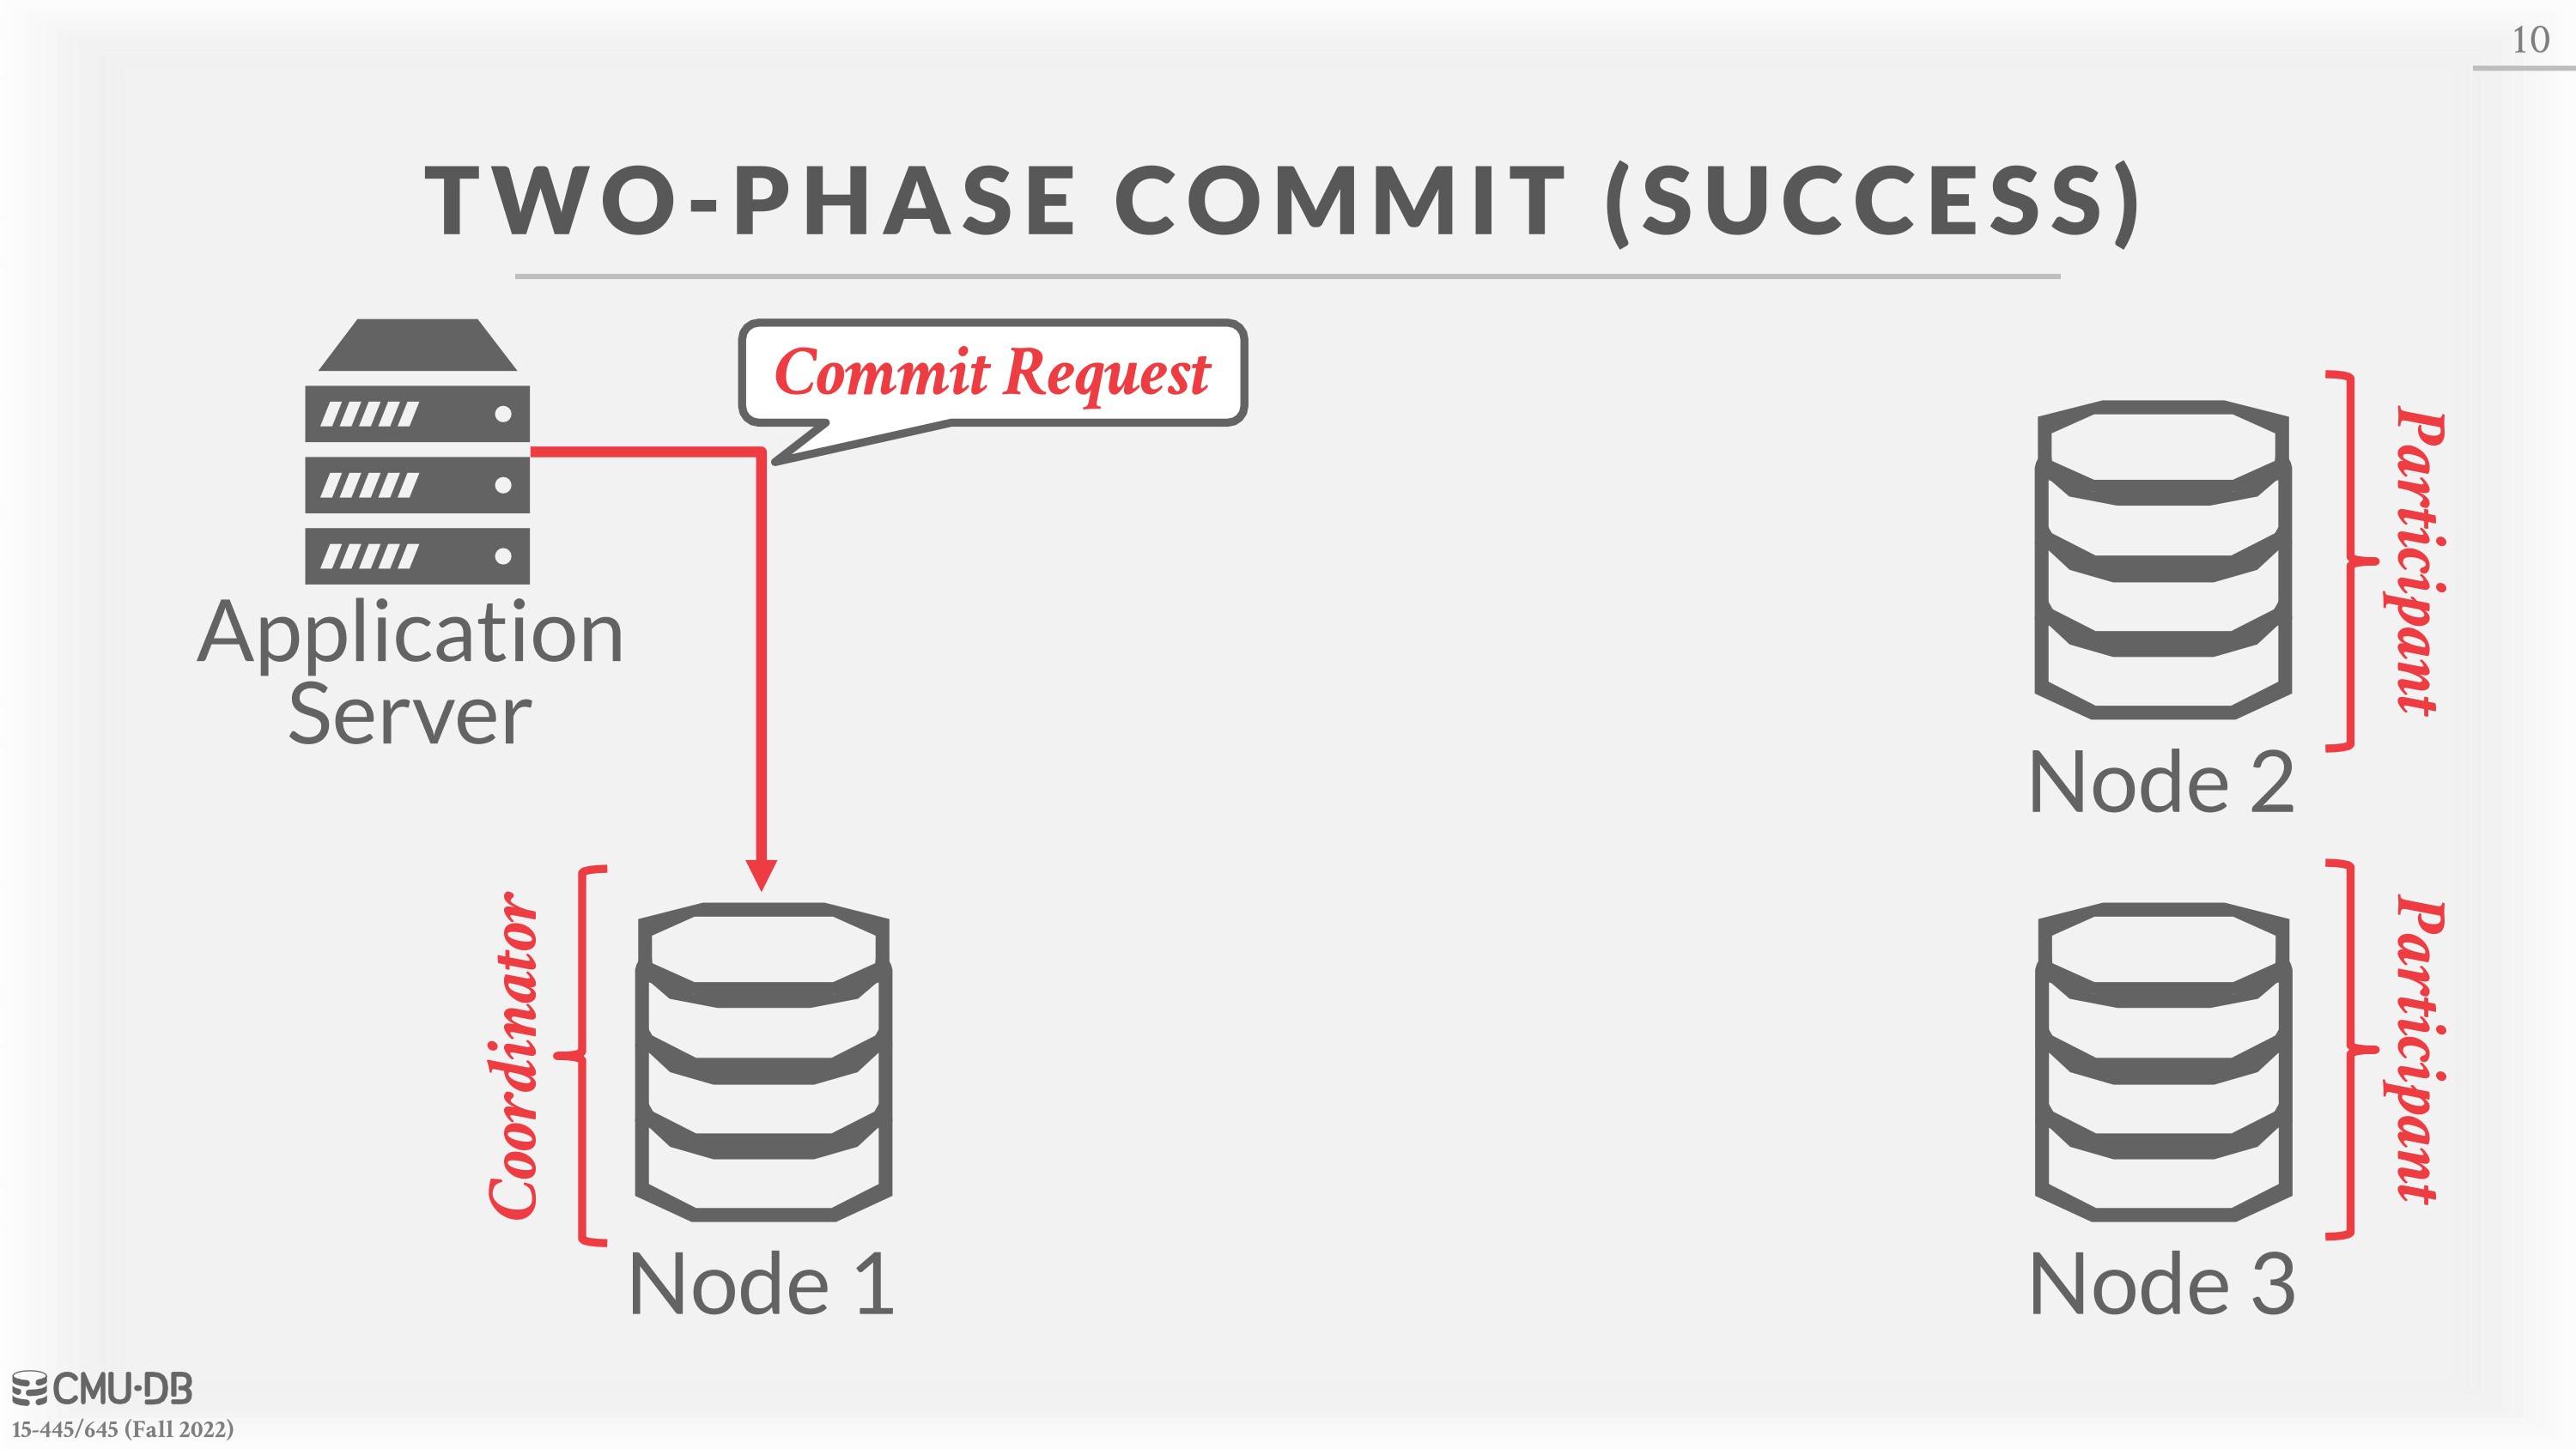 10
TWO-PHASE COMMIT (SUCCESS)
Commit Request
Application
Server
Participant
Node 2
Coordinator
Node 1
Participant
Node 3
CMU·DB
15-445/645 (Fall 2022)